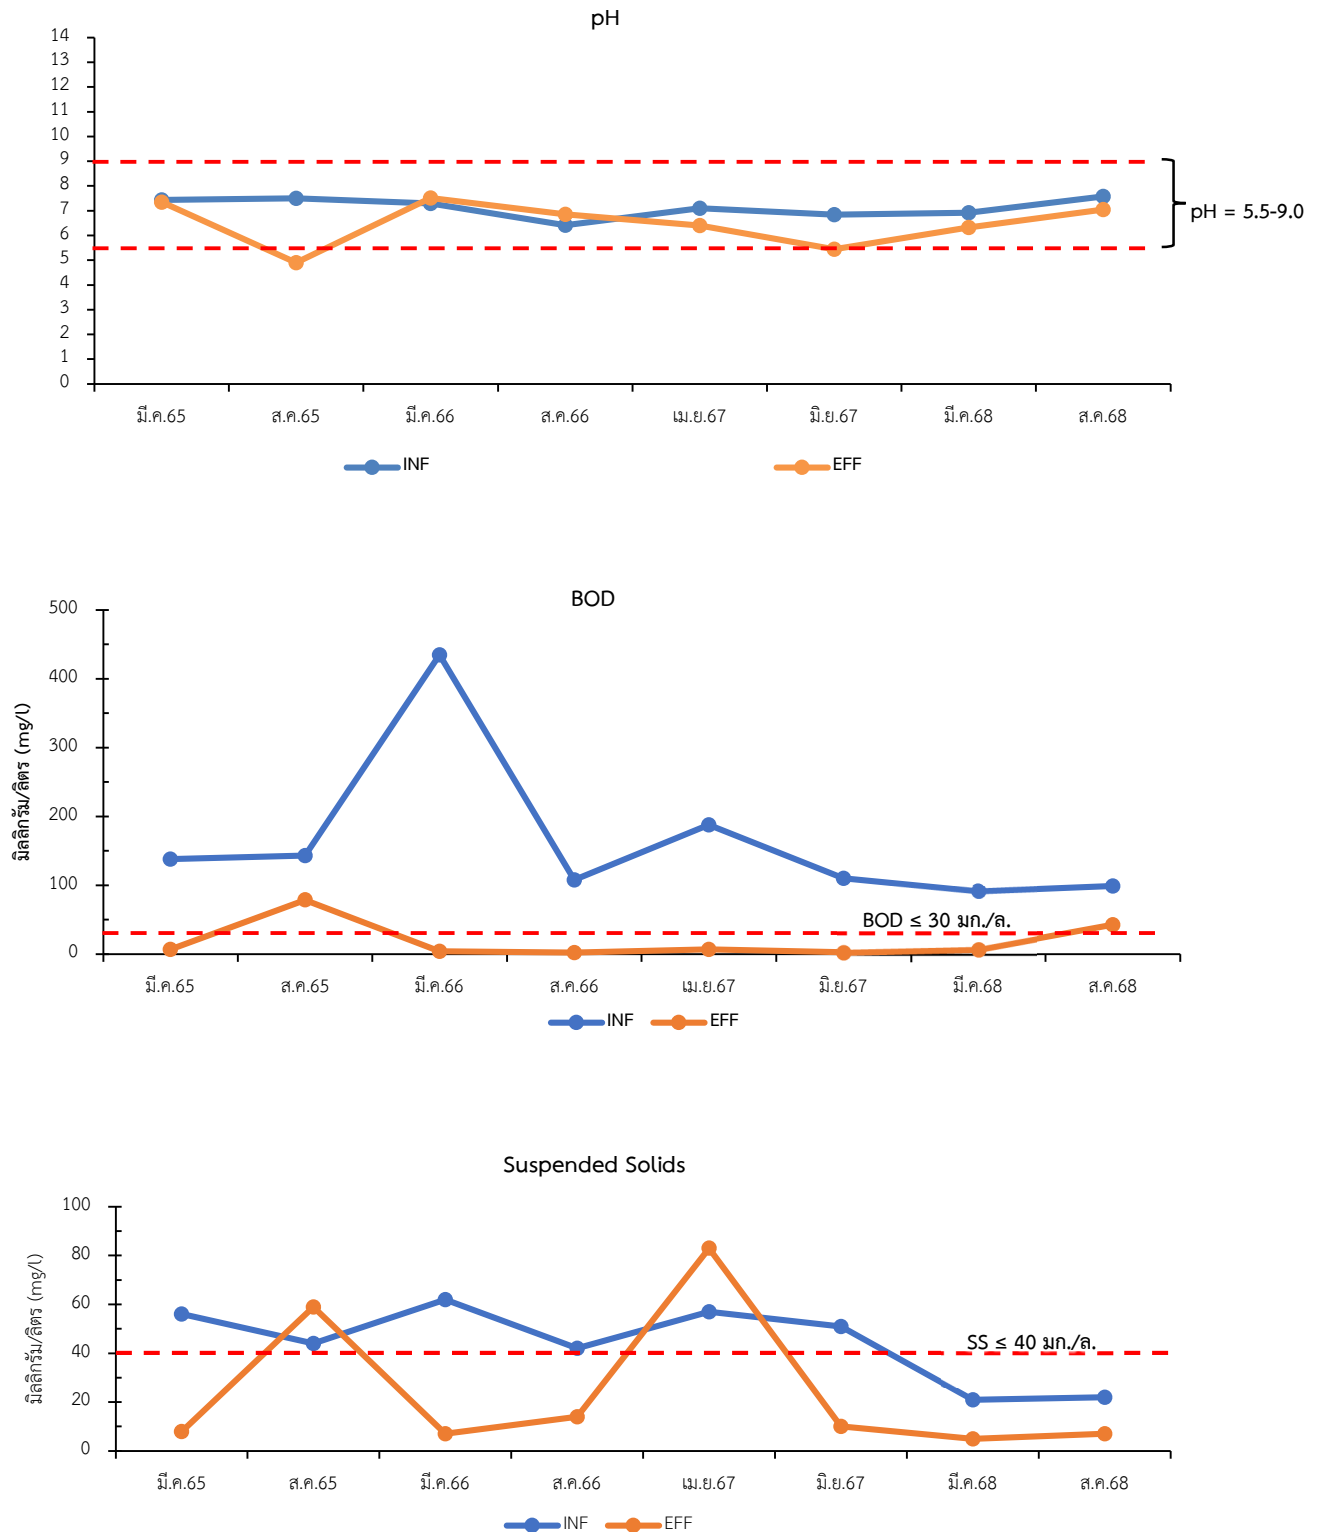 pH
14
13
12
11
10
9
8
7
6
5
4
3
2
1
0
pH = 5.5-9.0
มี.ค.65 ส.ค.65 มี.ค.66 ส.ค.66 เม.ย.67 มิ.ย.67 มี.ค.68 ส.ค.68
INF EFF
BOD
มิลลิกรัม/ลิตร (mg/l)
500
400
300
200
100
0
BOD ≤ 30 มก./ล.
มี.ค.65 ส.ค.65 มี.ค.66 ส.ค.66 เม.ย.67 มิ.ย.67 มี.ค.68 ส.ค.68
INF EFF
Suspended Solids
มิลลิกรัม/ลิตร (mg/l)
100
80
60
40
20
0
SS ≤ 40 มก./ล.
มี.ค.65 ส.ค.65 มี.ค.66 ส.ค.66 เม.ย.67 มิ.ย.67 มี.ค.68 ส.ค.68
INF EFF